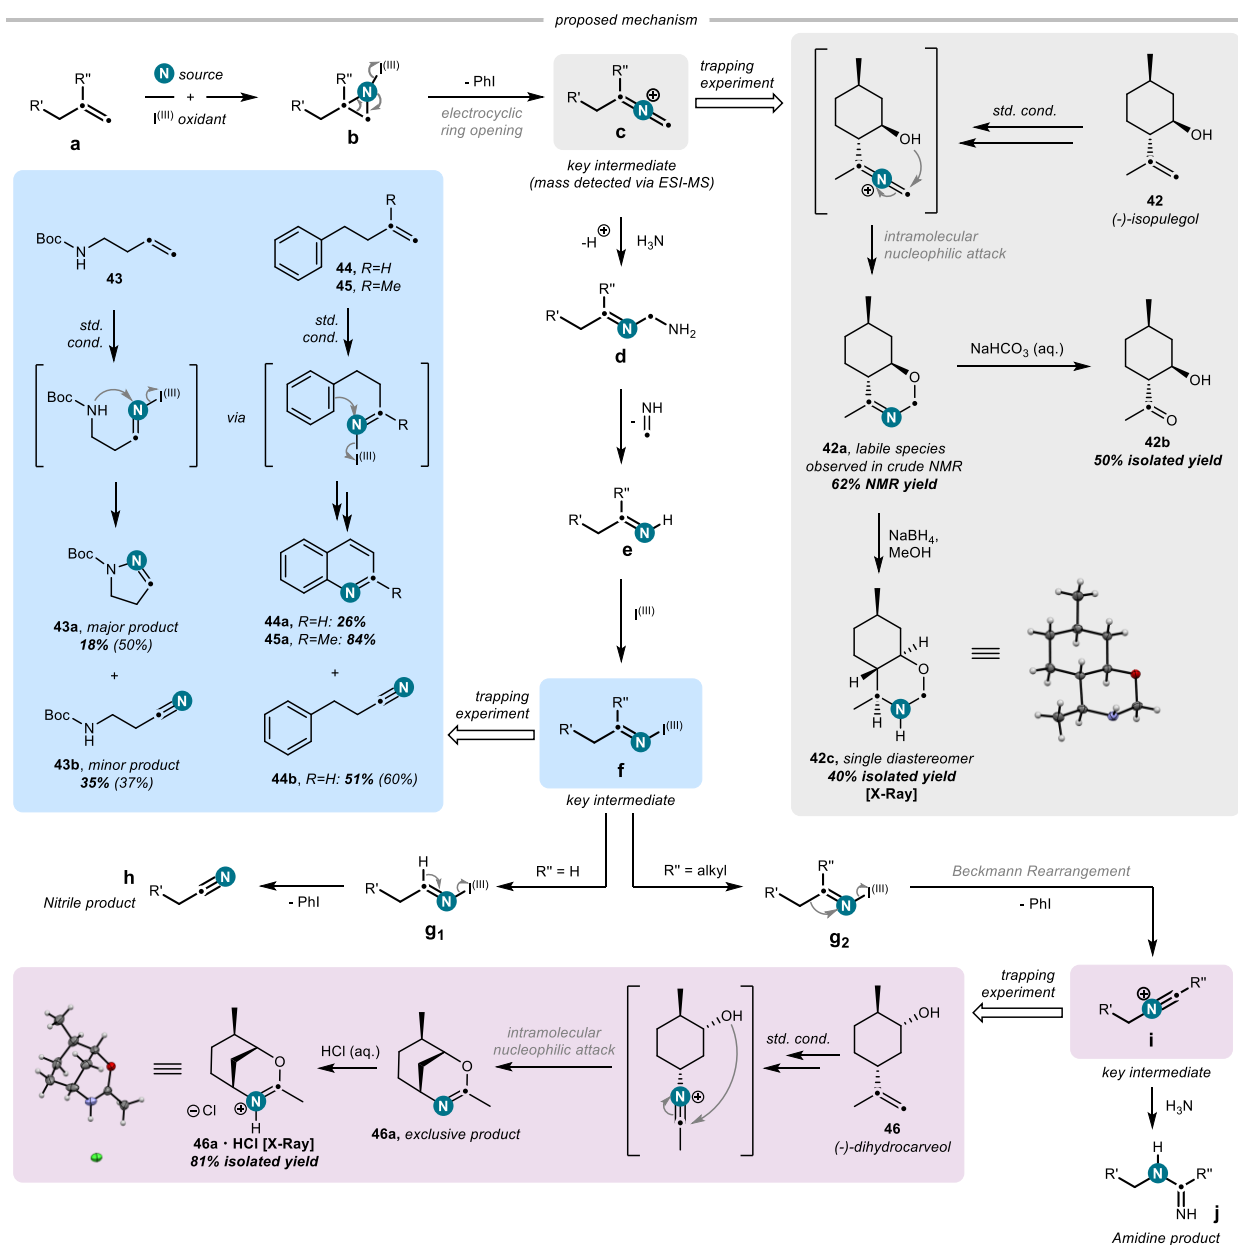 proposed mechanism
R'
R"
a
N source
+
I(III) oxidant
R'
R"
N
I(III)
b
- PhI
electrocyclic
ring opening
R'
R"
N
⊕
c
key intermediate
(mass detected via ESI-MS)
trapping
experiment
OH
N
⊕
std. cond.
OH
42
(-)-isopulegol
intramolecular
nucleophilic attack
O
N
42a, labile species
observed in crude NMR
62% NMR yield
NaHCO3 (aq.)
OH
O
42b
50% isolated yield
NaBH4,
MeOH
H
O
H
H
N
H
42c, single diastereomer
40% isolated yield
[X-Ray]
≡
-H⊕
H3N
R'
R"
N
NH2
d
-
NH
R'
R"
N
H
e
I(III)
R'
R"
N
I(III)
f
key intermediate
trapping
experiment
Boc
N
H
43
std.
cond.
Boc
NH
N
I(III)
via
R
44, R=H
45, R=Me
std.
cond.
N
R
I(III)
Boc
N
N
43a, major product
18% (50%)
+
Boc
N
H
N
43b, minor product
35% (37%)
N
R
44a, R=H: 26%
45a, R=Me: 84%
+
N
44b, R=H: 51% (60%)
R" = H
R" = alkyl
H
R'
N
I(III)
g1
- PhI
h
R'
N
Nitrile product
R"
R'
N
I(III)
g2
Beckmann Rearrangement
- PhI
R'
⊕
N
R"
i
key intermediate
trapping
experiment
H3N
H
R'
N
R"
NH
j
Amidine product
OH
46
(-)-dihydrocarveol
std. cond.
OH
N
⊕
intramolecular
nucleophilic attack
O
N
46a, exclusive product
HCl (aq.)
O
N
⊕
H
⊖ Cl
46a · HCl [X-Ray]
81% isolated yield
≡